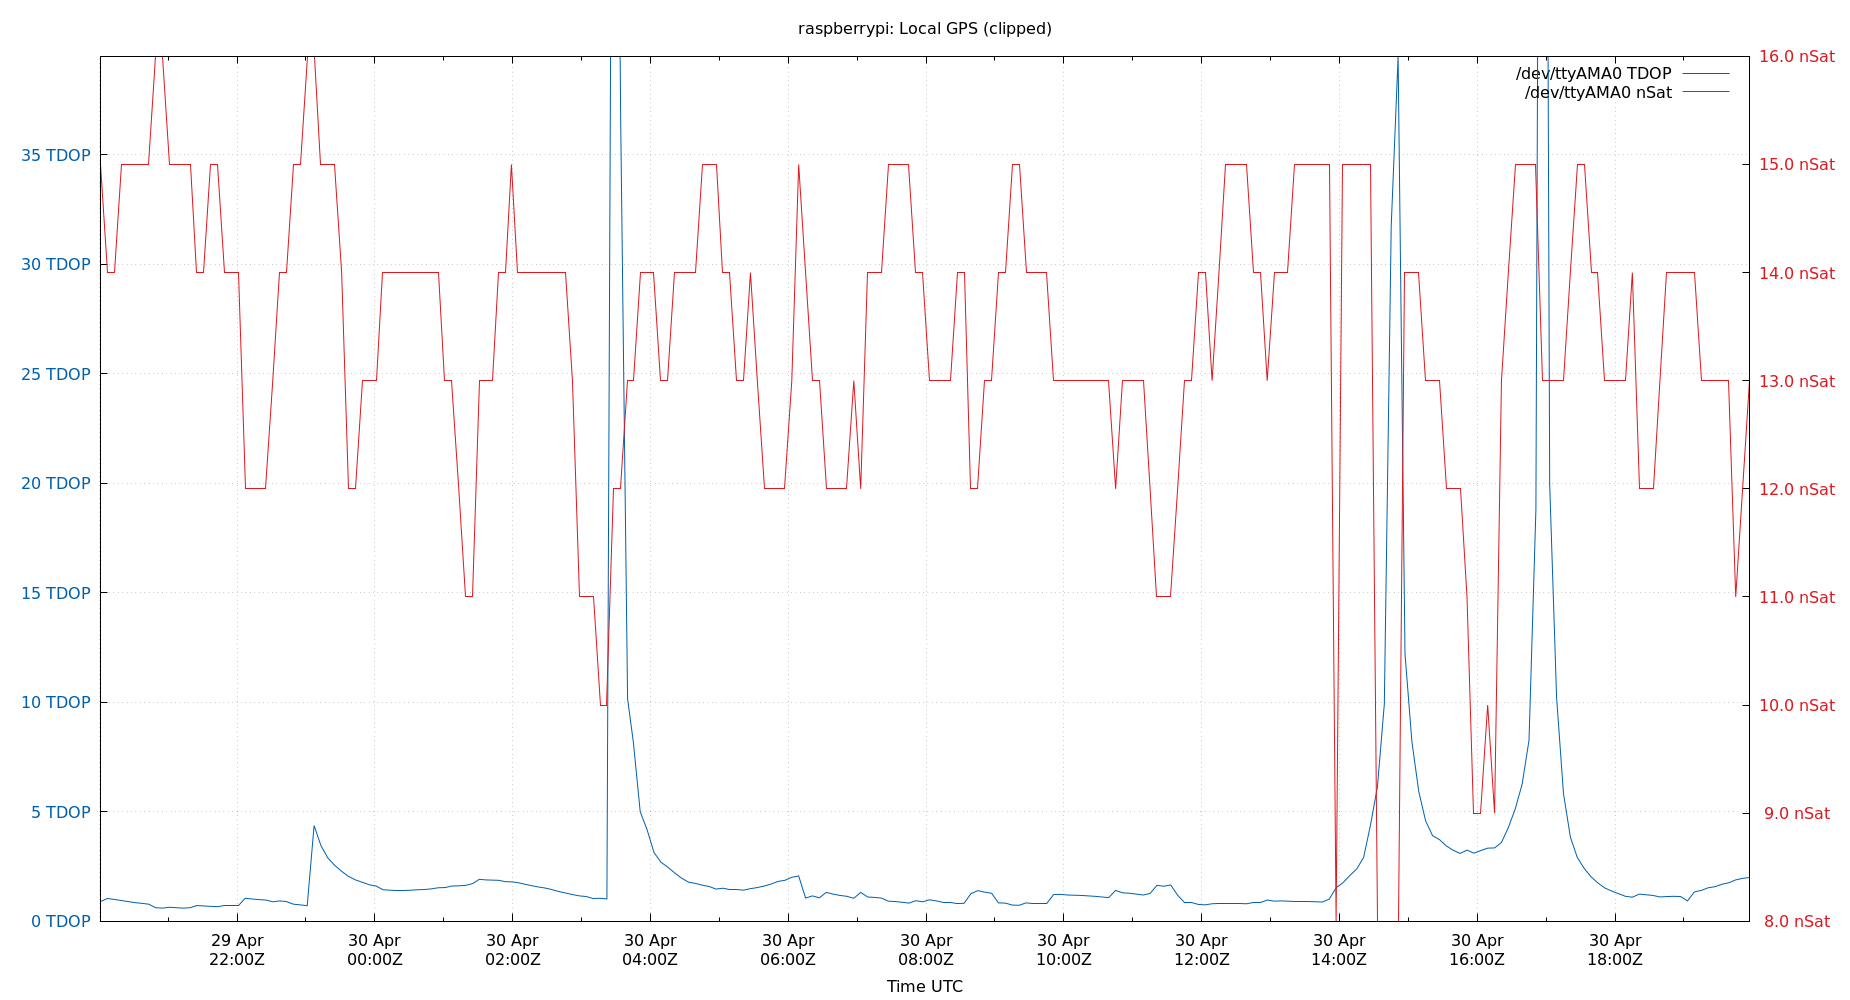 raspberrypi: Local GPS (clipped)
/dev/ttyAMA0 TDOP
/dev/ttyAMA0 nSat
35 TDOP
30 TDOP
25 TDOP
20 TDOP
15 TDOP
10 TDOP
5 TDOP
0 TDOP
16.0 nSat
15.0 nSat
14.0 nSat
13.0 nSat
12.0 nSat
11.0 nSat
10.0 nSat
9.0 nSat
8.0 nSat
29 Apr
22:00Z
30 Apr
00:00Z
30 Apr
02:00Z
30 Apr
04:00Z
30 Apr
06:00Z
30 Apr
08:00Z
30 Apr
10:00Z
30 Apr
12:00Z
30 Apr
14:00Z
30 Apr
16:00Z
30 Apr
18:00Z
Time UTC